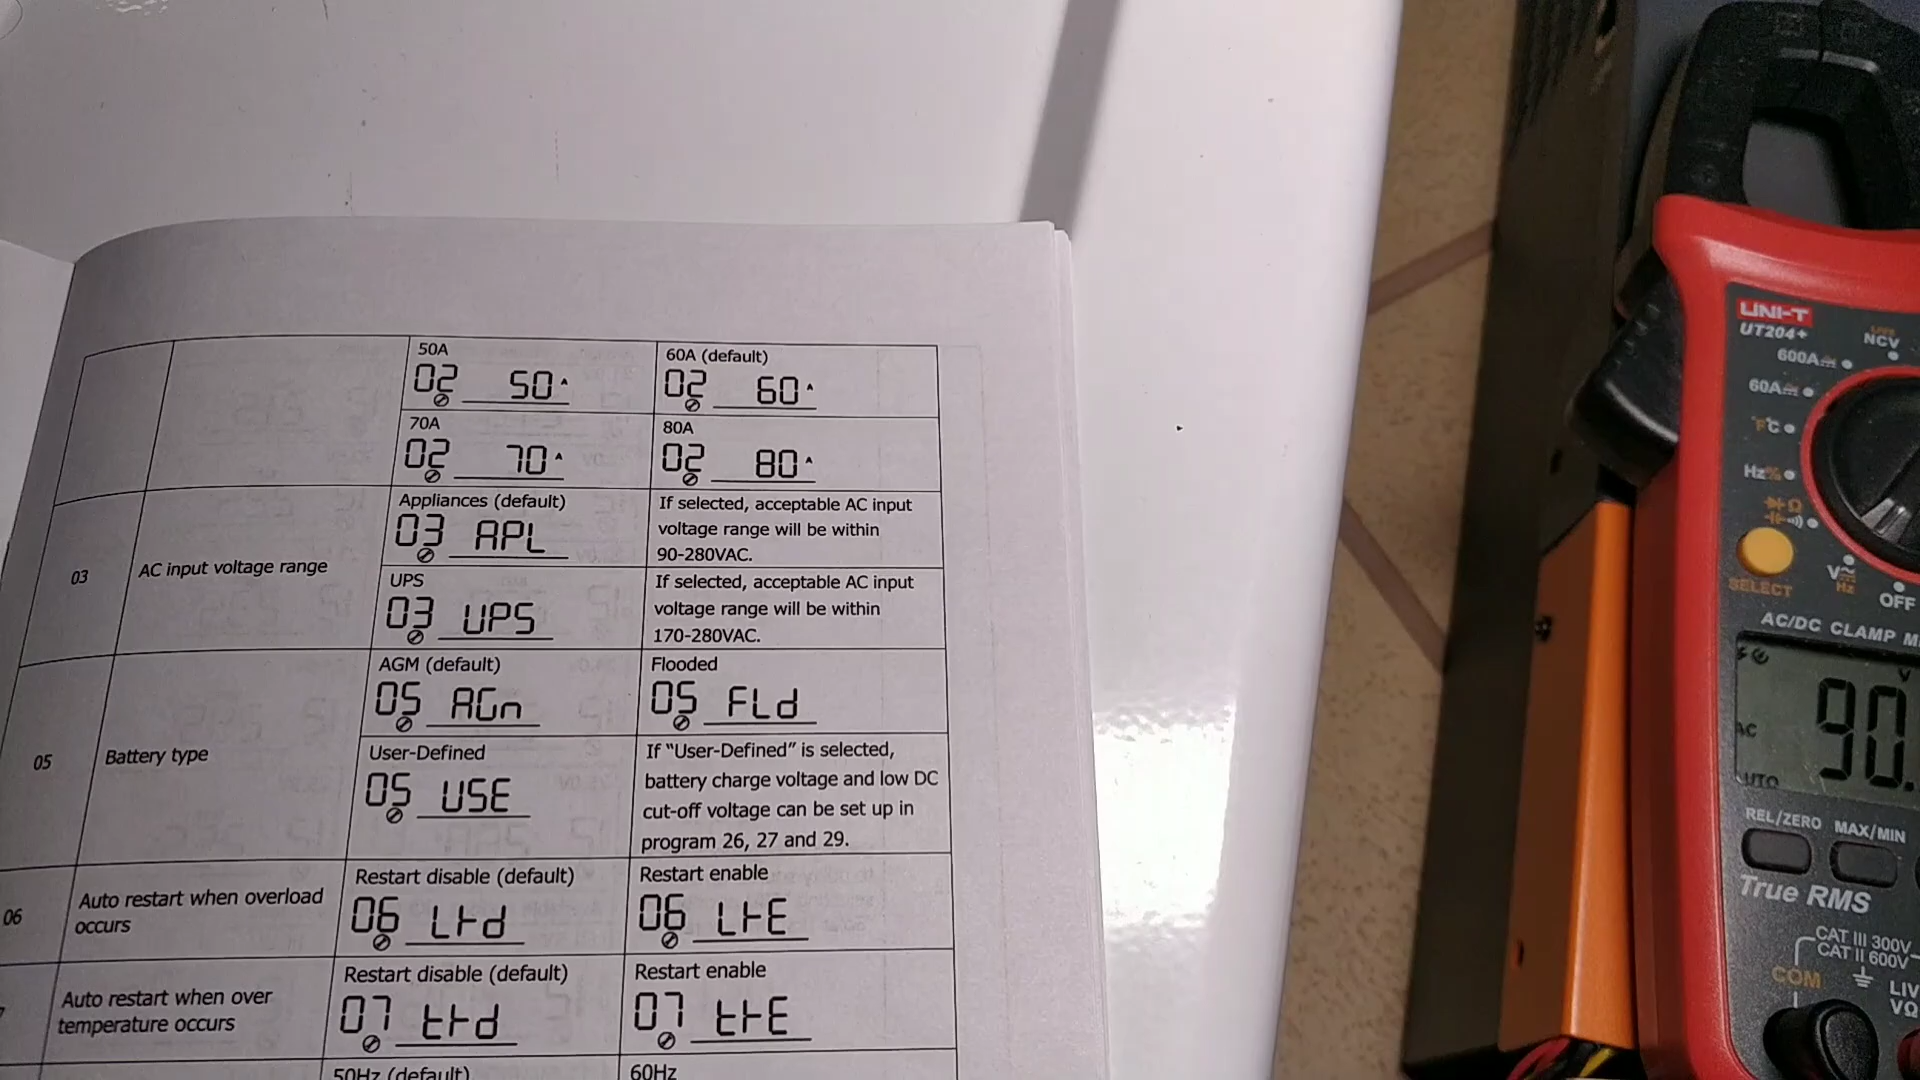 50A
02 50A
60A (default)
02 60A
70A
02 70A
80A
02 80A
03
AC input voltage range
Appliances (default)
03 APL
If selected, acceptable AC input
voltage range will be within
90-280VAC.
UPS
03 UPS
If selected, acceptable AC input
voltage range will be within
170-280VAC.
05
Battery type
AGM (default)
05 AGn
Flooded
05 FLd
User-Defined
05 USE
If “User-Defined” is selected,
battery charge voltage and low DC
cut-off voltage can be set up in
program 26, 27 and 29.
06
Auto restart when overload
occurs
Restart disable (default)
06 Ltd
Restart enable
06 LtE
Auto restart when over
temperature occurs
Restart disable (default)
07 ttd
Restart enable
07 ttE
50Hz (default)
60Hz
UNI-T
UT204+
NCV
600A
60A
°F°C
Hz%
Ω
SELECT
V
Hz
OFF
AC/DC CLAMP M
V
AC
90.
UTO
REL/ZERO
MAX/MIN
True RMS
CAT III 300V
CAT II 600V
COM
LIV
VΩ